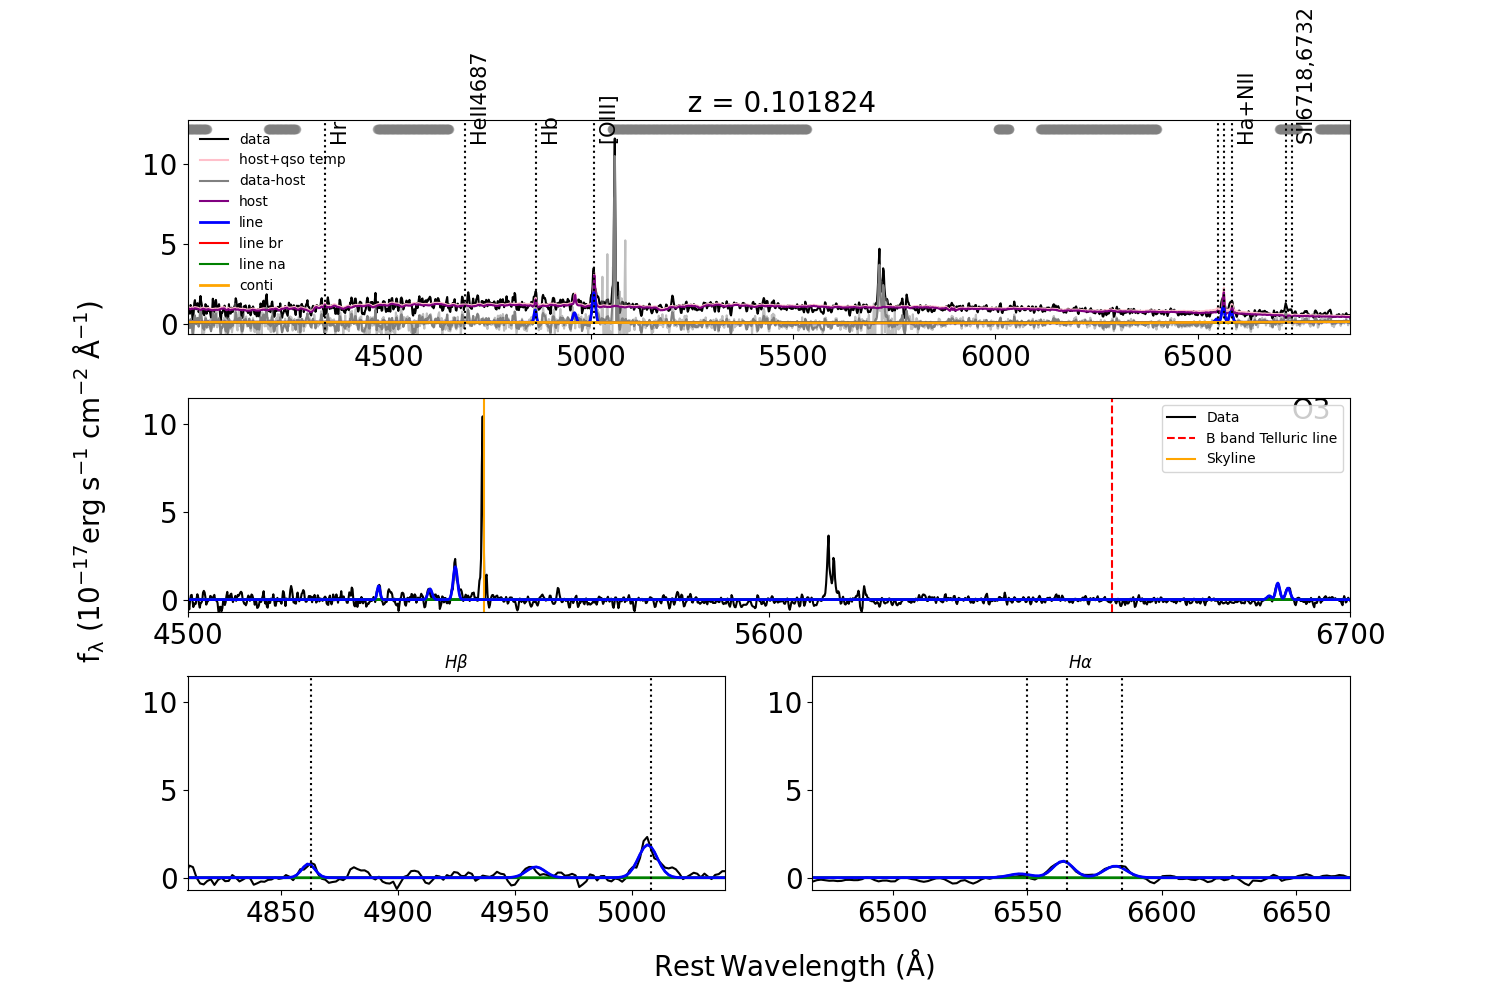 z = 0.101824
Hr
HeII4687
Hb
[OIII]
Ha+NII
SII6718,6732
data
host+qso temp
data-host
host
line
line br
line na
conti
10
5
0
4500
5000
5500
6000
6500
O3
Data
B band Telluric line
Skyline
10
5
0
4500
5600
6700
fλ (10−17erg s−1 cm−2 Å−1)
Hβ
10
5
0
4850
4900
4950
5000
Hα
10
5
0
6500
6550
6600
6650
Rest Wavelength (Å)